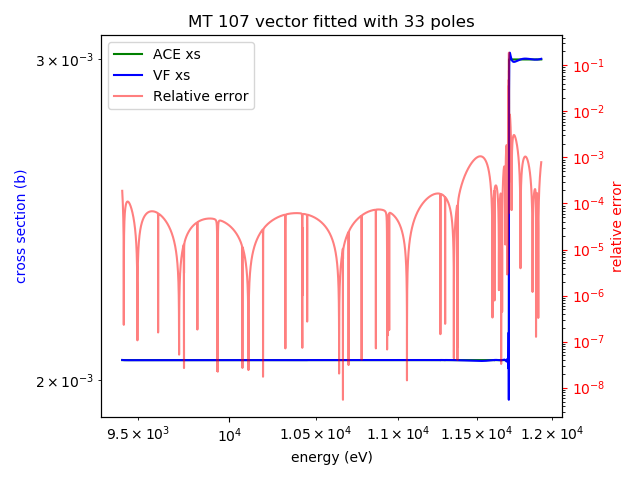 MT 107 vector fitted with 33 poles
ACE xs
VF xs
Relative error
cross section (b)
3 × 10⁻³
2 × 10⁻³
10⁻¹
10⁻²
10⁻³
10⁻⁴
10⁻⁵
10⁻⁶
10⁻⁷
10⁻⁸
relative error
9.5 × 10³ 10⁴ 1.05 × 10⁴ 1.1 × 10⁴ 1.15 × 10⁴ 1.2 × 10⁴
energy (eV)